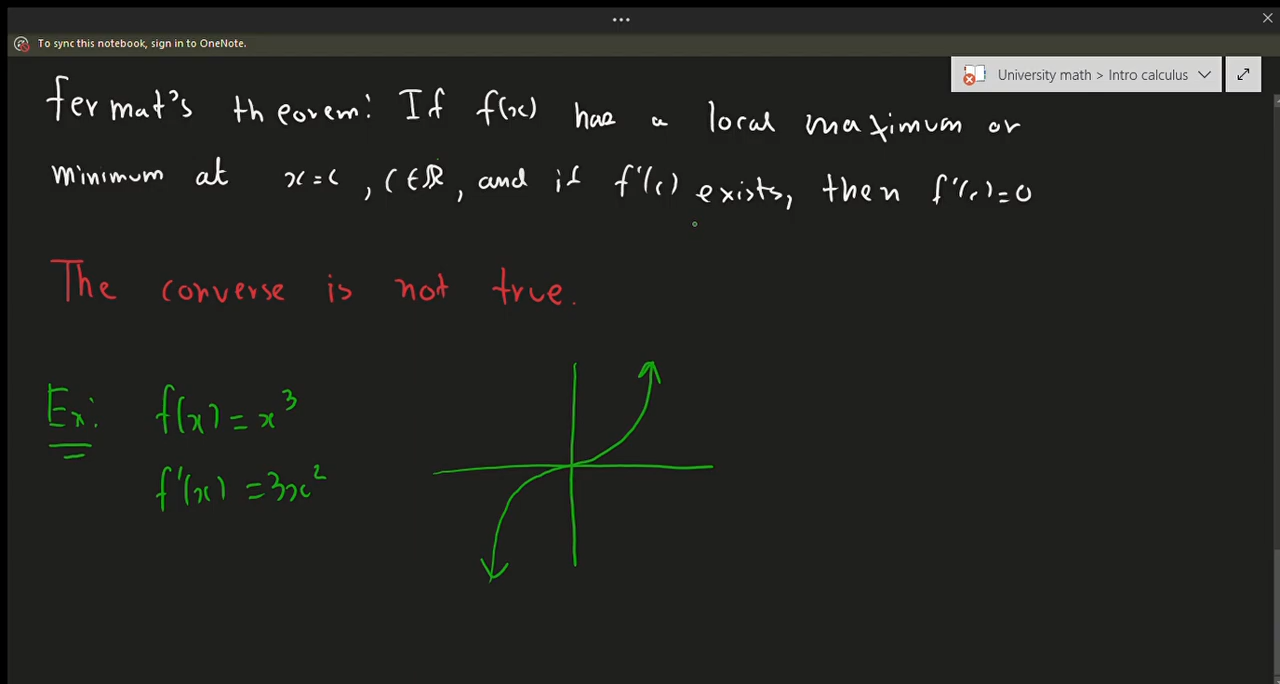 ...
To sync this notebook, sign in to OneNote.
University math > Intro calculus
Fermat's theorem: If f(x) has a local maximum or
minimum at x=c, c∈ℝ, and if f'(c) exists, then f'(c)=0
The converse is not true.
Ex: f(x)=x³
f'(x)=3x²